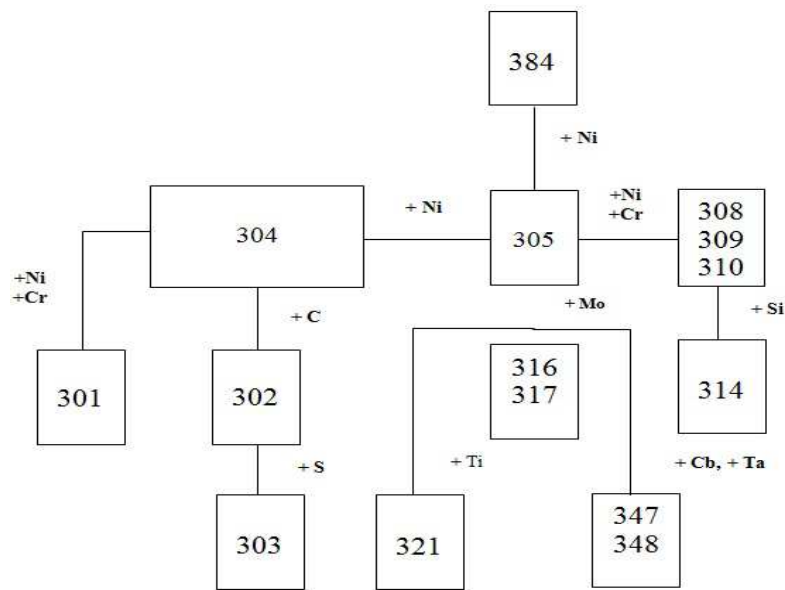 384
+ Ni
304
+ Ni
305
+Ni
+Cr
308
309
310
+Ni
+Cr
+ C
+ Mo
+ Si
301
302
316
317
314
+ S
+ Ti
+ Cb, + Ta
303
321
347
348